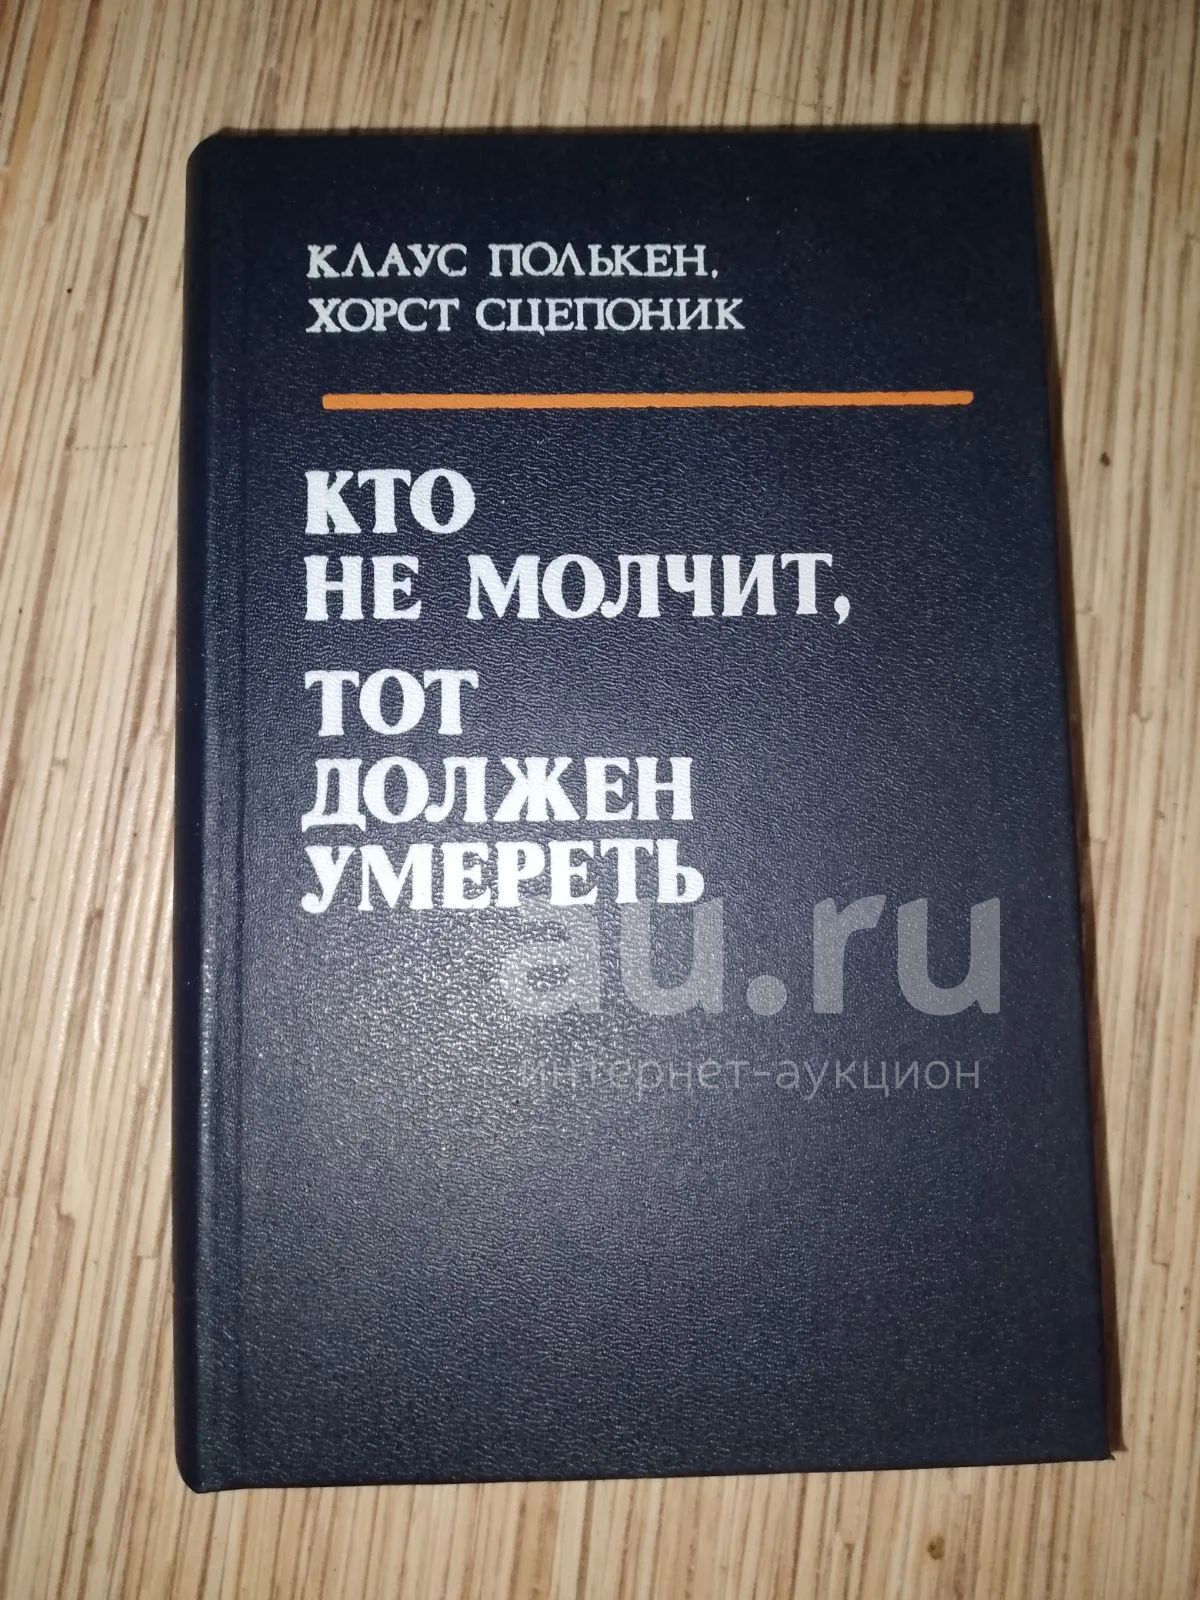 КЛАУС ПОЛЬКЕН,
ХОРСТ СЦЕПОНИК
КТО
НЕ МОЛЧИТ,
ТОТ
ДОЛЖЕН
УМЕРЕТЬ
au.ru
интернет-аукцион